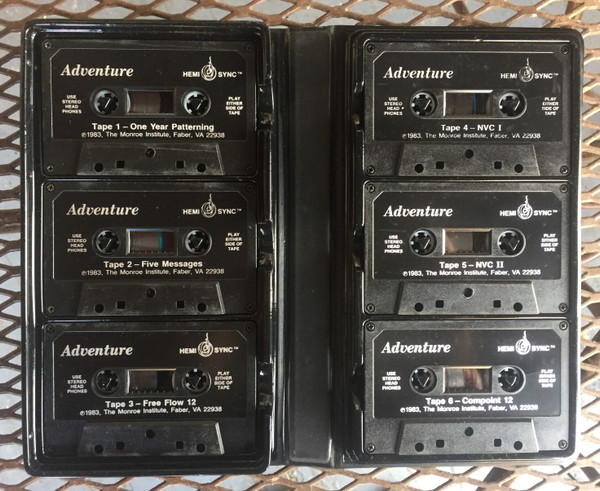 Adventure
HEMI SYNC™
USE
STEREO
HEAD
PHONES
PLAY
EITHER
SIDE OF
TAPE
Tape 1 – One Year Patterning
©1983, The Monroe Institute, Faber, VA 22938
Adventure
HEMI SYNC™
USE
STEREO
HEAD
PHONES
PLAY
EITHER
SIDE OF
TAPE
Tape 2 – Five Messages
©1983, The Monroe Institute, Faber, VA 22938
Adventure
HEMI SYNC™
USE
STEREO
HEAD
PHONES
PLAY
EITHER
SIDE OF
TAPE
Tape 3 – Free Flow 12
©1983, The Monroe Institute, Faber, VA 22938
Adventure
HEMI SYNC™
USE
STEREO
HEAD
PHONES
PLAY
EITHER
SIDE OF
TAPE
Tape 4 – NVC I
©1983, The Monroe Institute, Faber, VA 22938
Adventure
HEMI SYNC™
USE
STEREO
HEAD
PHONES
PLAY
EITHER
SIDE OF
TAPE
Tape 5 – NVC II
©1983, The Monroe Institute, Faber, VA 22938
Adventure
HEMI SYNC™
USE
STEREO
HEAD
PHONES
PLAY
EITHER
SIDE OF
TAPE
Tape 6 – Compoint 12
©1983, The Monroe Institute, Faber, VA 22938